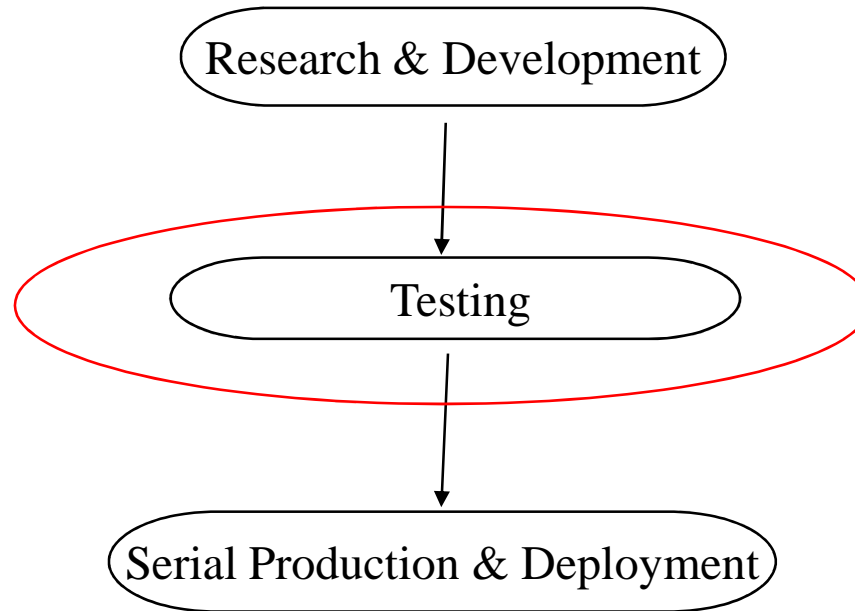 Research & Development
Testing
Serial Production & Deployment